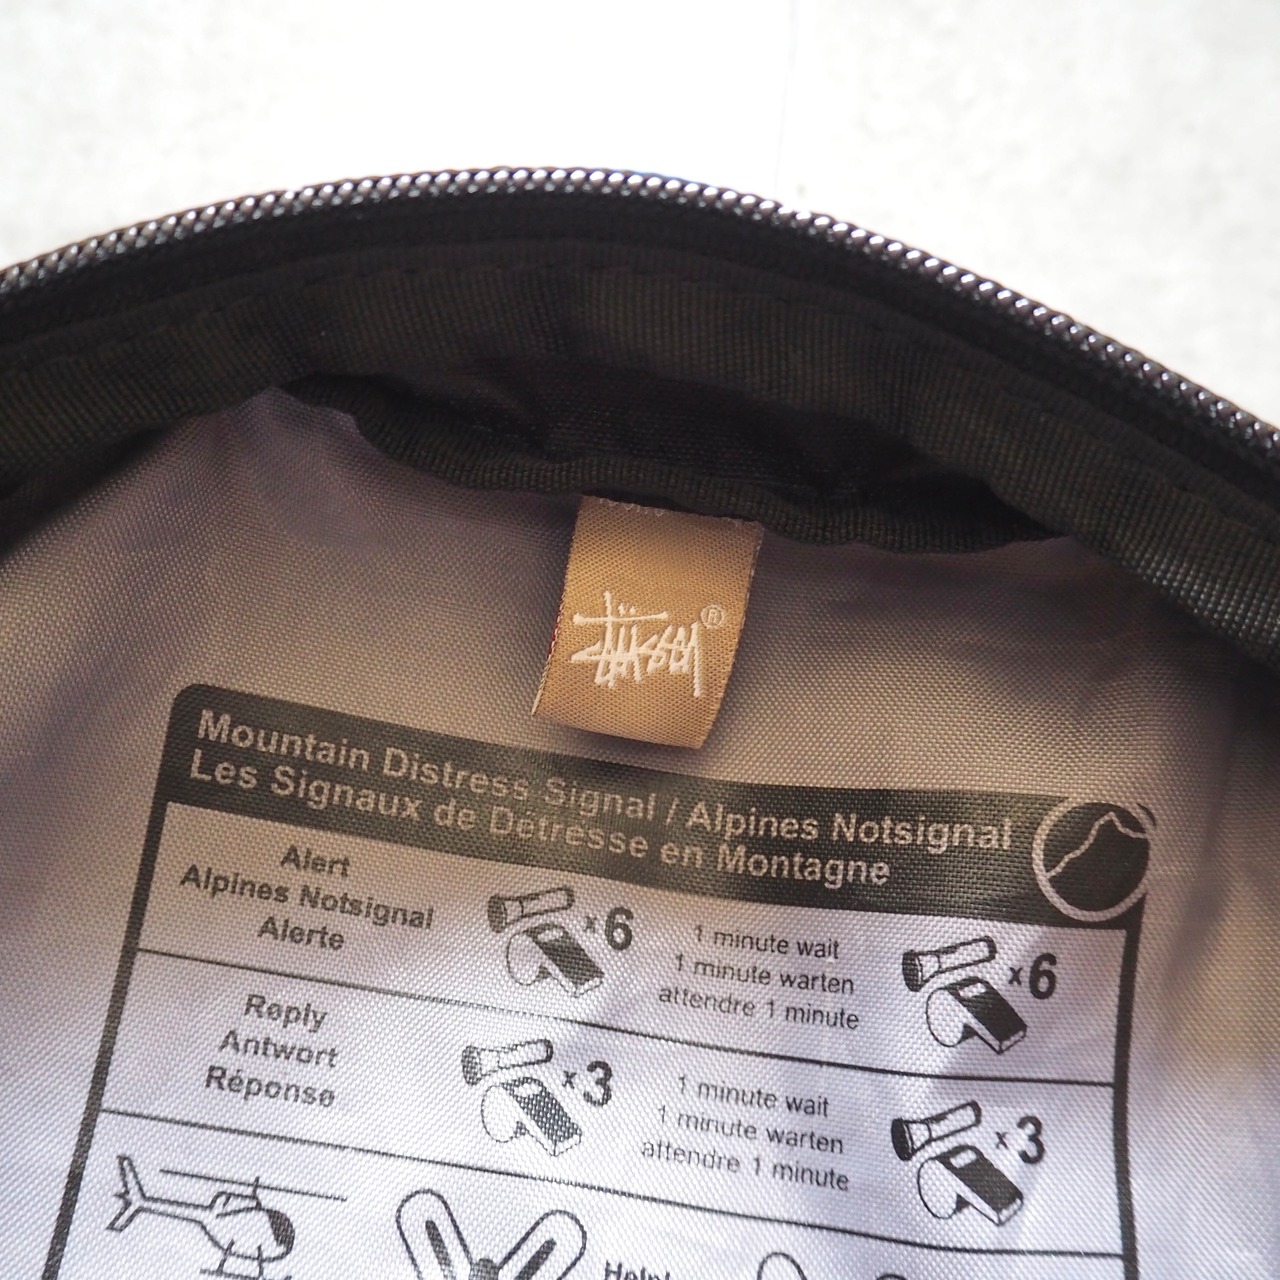 Stüssy ®
Mountain Distress Signal / Alpines Notsignal
Les Signaux de Détresse en Montagne
Alert
Alpines Notsignal
Alerte
x6
1 minute wait
1 minute warten
attendre 1 minute
x6
Reply
Antwort
Réponse
x3
1 minute wait
1 minute warten
attendre 1 minute
x3
Help!